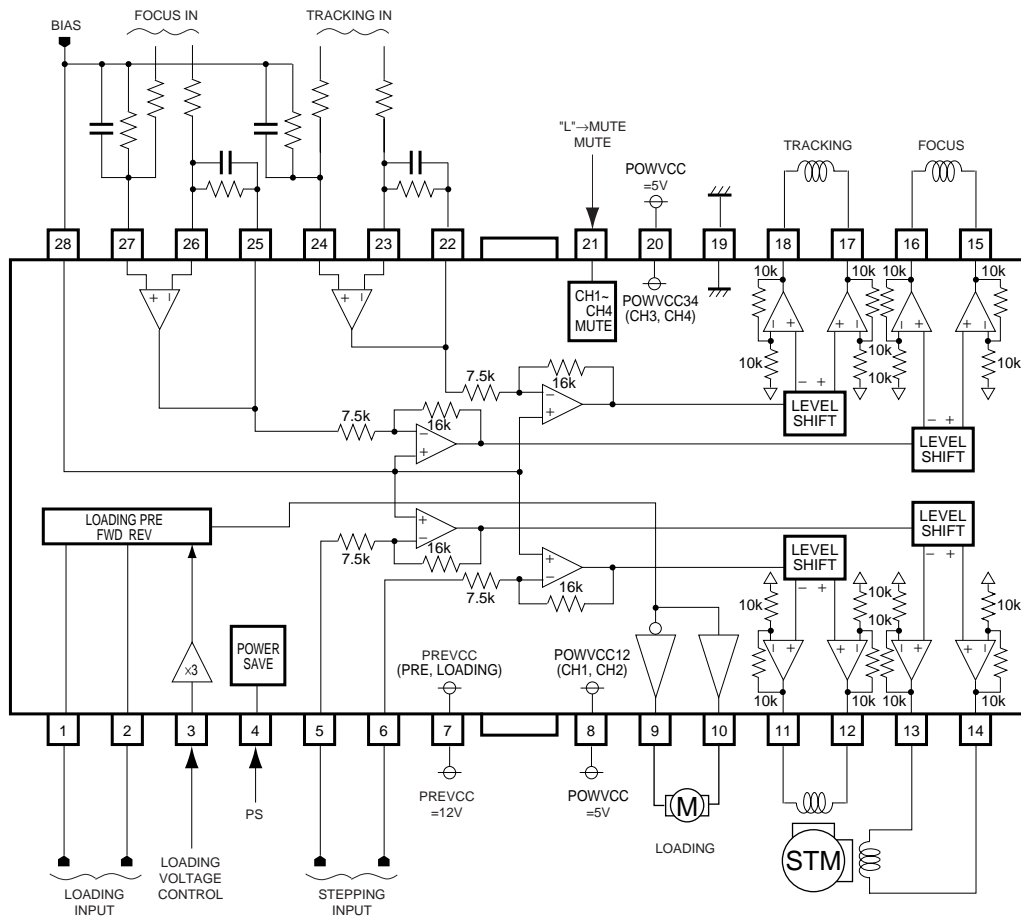 FOCUS IN
TRACKING IN
BIAS
"L"→MUTE
MUTE
POWVCC
=5V
TRACKING
FOCUS
28
27
26
25
24
23
22
21
20
19
18
17
16
15
+ −
+ −
CH1~
CH4
MUTE
POWVCC34
(CH3, CH4)
10k
10k
10k
10k
− +
− +
− +
− +
10k
10k
10k
10k
7.5k
16k
− +
LEVEL
SHIFT
7.5k
16k
− +
LEVEL
SHIFT
LOADING PRE
FWD REV
7.5k
16k
LEVEL
SHIFT
− +
7.5k
16k
LEVEL
SHIFT
− +
10k
10k
10k
10k
×3
POWER
SAVE
PREVCC
(PRE, LOADING)
POWVCC12
(CH1, CH2)
− +
− +
− +
− +
10k
10k
10k
10k
1
2
3
4
5
6
7
8
9
10
11
12
13
14
PREVCC
=12V
POWVCC
=5V
M
LOADING
STM
PS
LOADING
INPUT
LOADING
VOLTAGE
CONTROL
STEPPING
INPUT